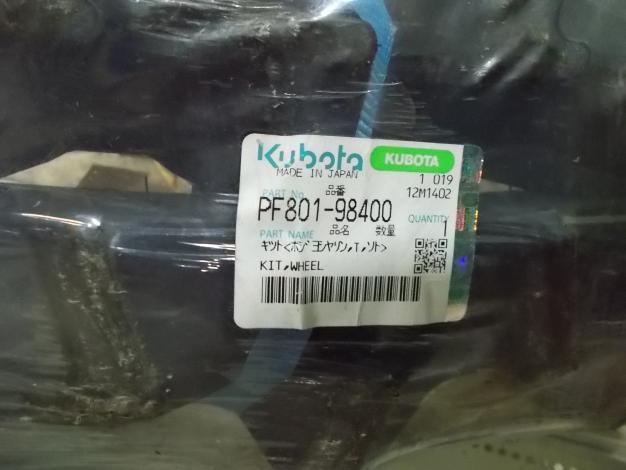 Kubota KUBOTA
MADE IN JAPAN 1 019
PART No. 品番 12M1402
PF801-98400 QUANTITY
PART NAME 品名 数量 1
KIT,WHEEL